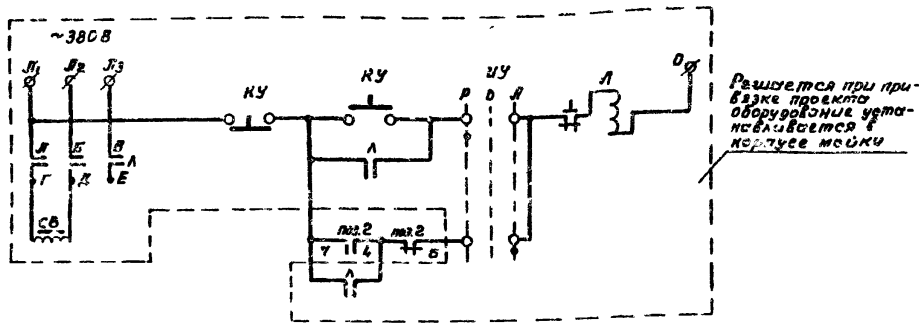 ~380 В
Л1 Л2 Л3
КУ
КУ
Р
ИУ
О
А
Л
О
А
Б
В
Л
Г
Д
Е
СВ
Л
поз.2
поз.2
7
4
Б
Л
Решается при при-
вязке проекта
оборудование уста-
навливается в
корпусе мойки